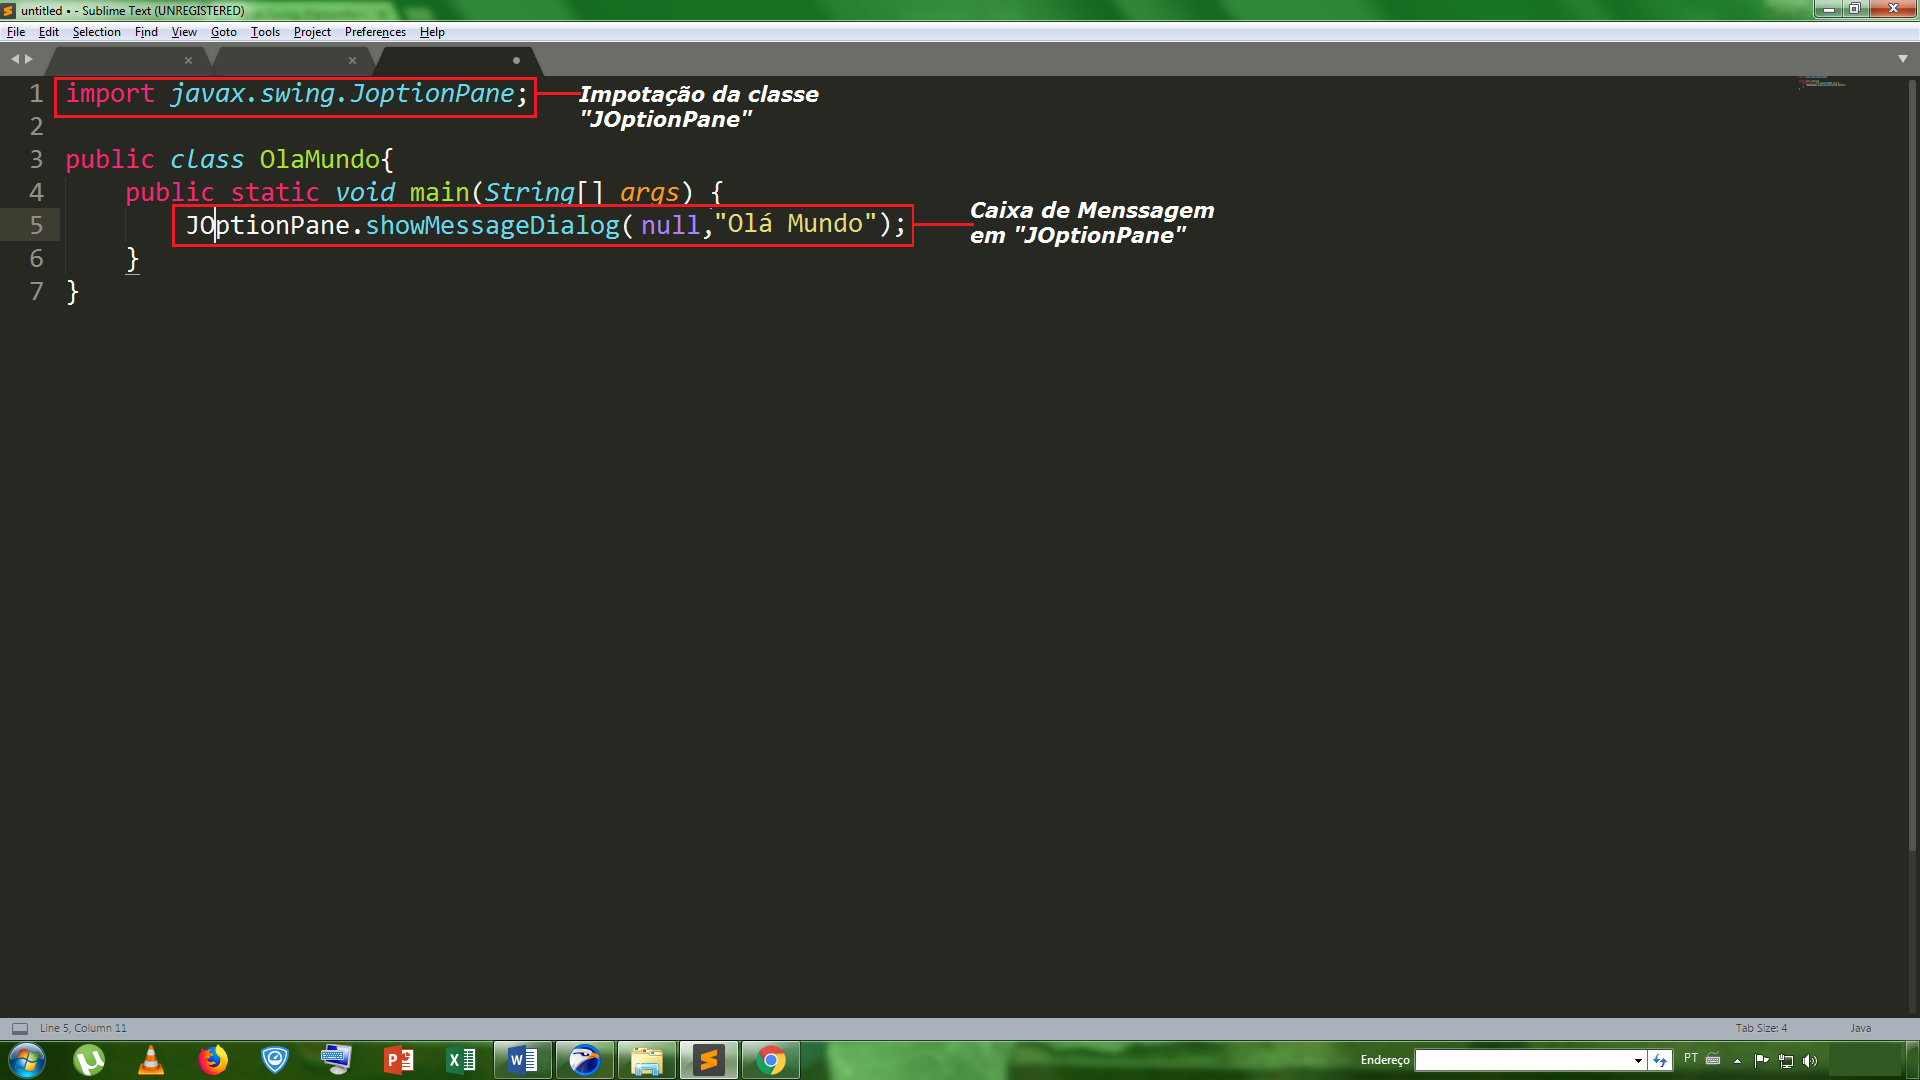 untitled • - Sublime Text (UNREGISTERED)
File Edit Selection Find View Goto Tools Project Preferences Help
1 import javax.swing.JoptionPane;
Impotação da classe
"JOptionPane"
2
3 public class OlaMundo{
4 public static void main(String[] args) {
5 JOptionPane.showMessageDialog( null,"Olá Mundo");
Caixa de Menssagem
em "JOptionPane"
6 }
7 }
Line 5, Column 11 Tab Size: 4 Java
Endereço PT